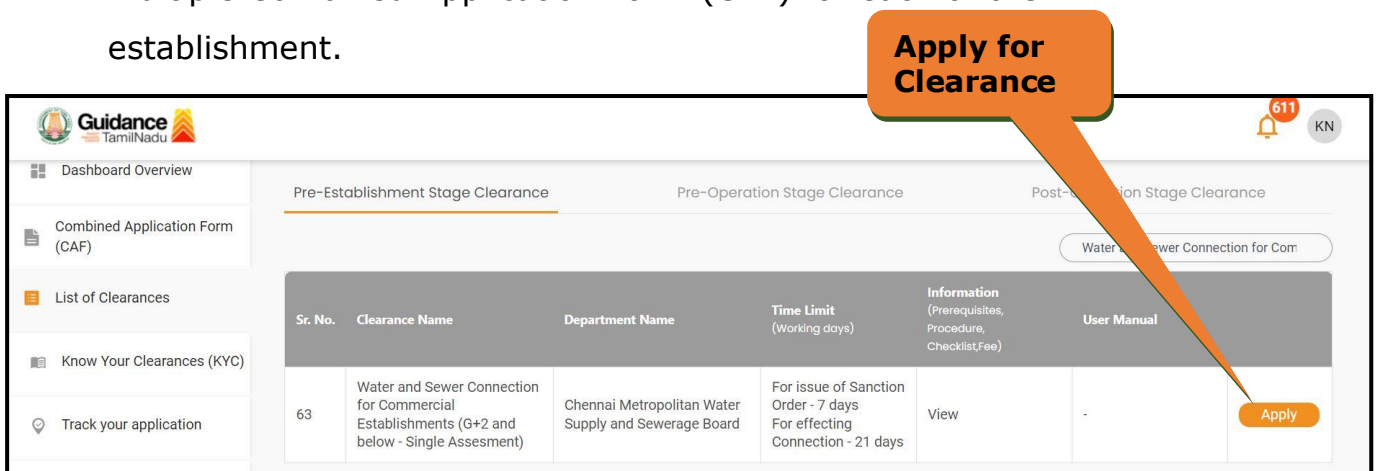 establishment.
Apply for
Clearance
Guidance
TamilNadu
611
KN
Dashboard Overview
Combined Application Form
(CAF)
List of Clearances
Know Your Clearances (KYC)
Track your application
Pre-Establishment Stage Clearance
Pre-Operation Stage Clearance
Stage Clearance
Water
Connection for Com
Sr. No.
Clearance Name
Department Name
Time Limit
(Working days)
Information
(Prerequisites,
Procedure,
Checklist,Fee)
User Manual
63
Water and Sewer Connection
for Commercial
Establishments (G+2 and
below - Single Assesment)
Chennai Metropolitan Water
Supply and Sewerage Board
For issue of Sanction
Order - 7 days
For effecting
Connection - 21 days
View
-
Apply